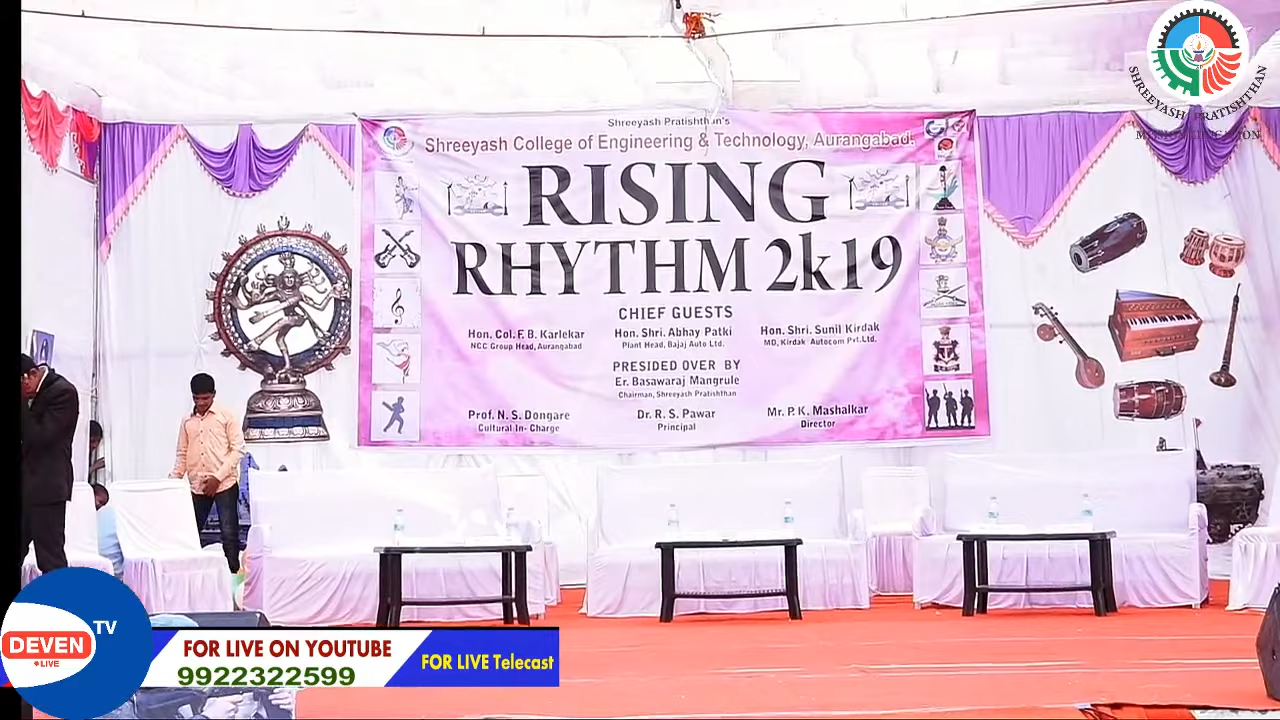 SHREEYASH PRATISHTHAN
Shreeyash Pratishthan's
Shreeyash College of Engineering & Technology, Aurangabad.
RISING
RHYTHM 2k19
CHIEF GUESTS
Hon. Col. F. B. Karlekar
NCC Group Head, Aurangabad
Hon. Shri. Abhay Patki
Plant Head, Bajaj Auto Ltd.
Hon. Shri. Sunil Kirdak
MD, Kirdak Autocom Pvt. Ltd.
PRESIDED OVER BY
Er. Basawaraj Mangrule
Chairman, Shreeyash Pratishthan
Prof. N. S. Dongare
Cultural In- Charge
Dr. R. S. Pawar
Principal
Mr. P. K. Mashalkar
Director
DEVEN TV
LIVE
FOR LIVE ON YOUTUBE
9922322599
FOR LIVE Telecast